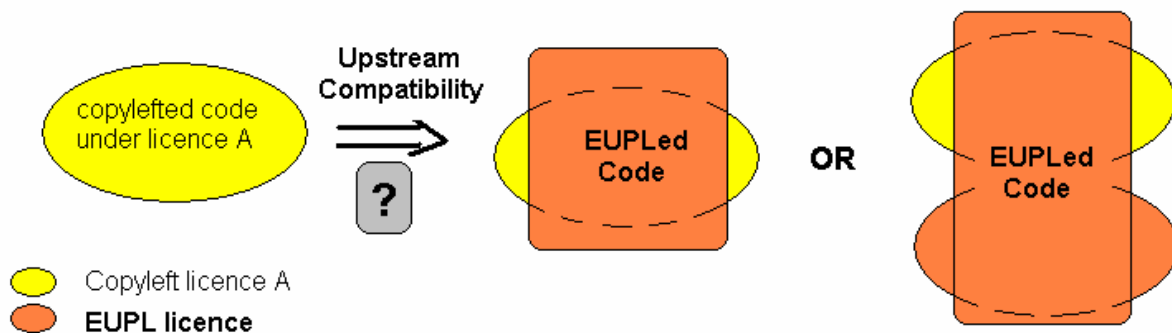 copylefted code
under licence A
Upstream
Compatibility
?
EUPLed
Code
OR
EUPLed
Code
Copyleft licence A
EUPL licence